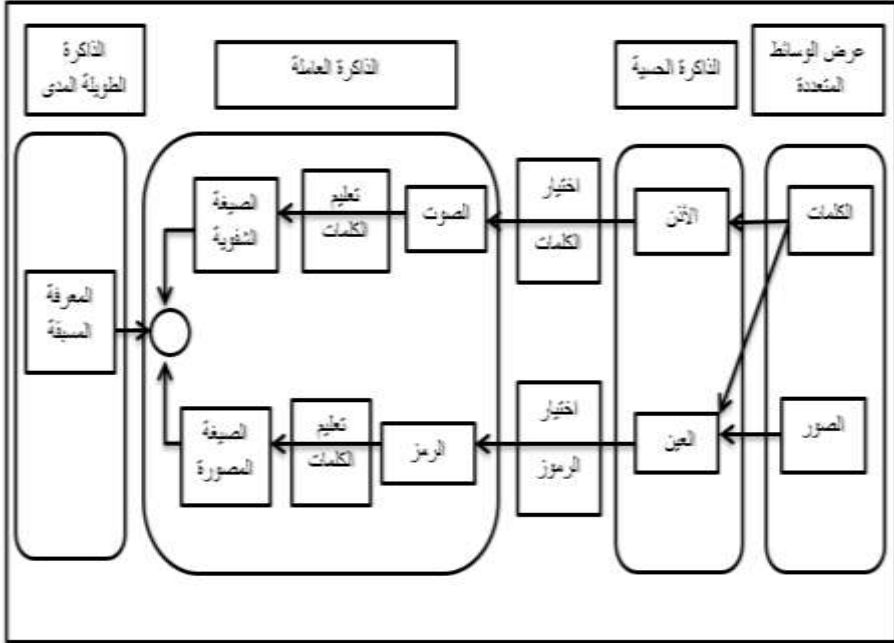 عرض الوسائط
المتعددة
الذاكرة الحسية
الذاكرة العاملة
الذاكرة
الطويلة المدى
الكلمات
الأذن
اختيار
الكلمات
الصوت
تعليم
الكلمات
الصيغة
الشفوية
المعرفة
المسبقة
الصور
العين
اختيار
الرموز
الرمز
تعليم
الكلمات
الصيغة
المصورة